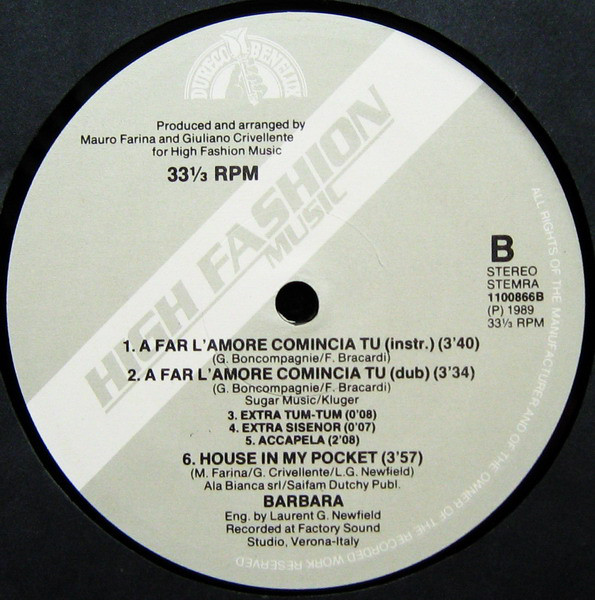 DURECO BENELUX
Produced and arranged by
Mauro Farina and Giuliano Crivellente
for High Fashion Music
33⅓ RPM
HIGH FASHION
MUSIC
B
STEREO
STEMRA
1100866B
(P) 1989
33⅓ RPM
1. A FAR L'AMORE COMINCIA TU (instr.) (3'40)
(G. Boncompagnie/F. Bracardi)
2. A FAR L'AMORE COMINCIA TU (dub) (3'34)
(G. Boncompagnie/F. Bracardi)
Sugar Music/Kluger
3. EXTRA TUM-TUM (0'08)
4. EXTRA SISENOR (0'07)
5. ACCAPELA (2'08)
6. HOUSE IN MY POCKET (3'57)
(M. Farina/G. Crivellente/L.G. Newfield)
Ala Bianca srl/Saifam Dutchy Publ.
BARBARA
Eng. by Laurent G. Newfield
Recorded at Factory Sound
Studio, Verona-Italy
ALL RIGHTS OF THE MANUFACTURER AND OF THE OWNER OF THE RECORDED WORK RESERVED